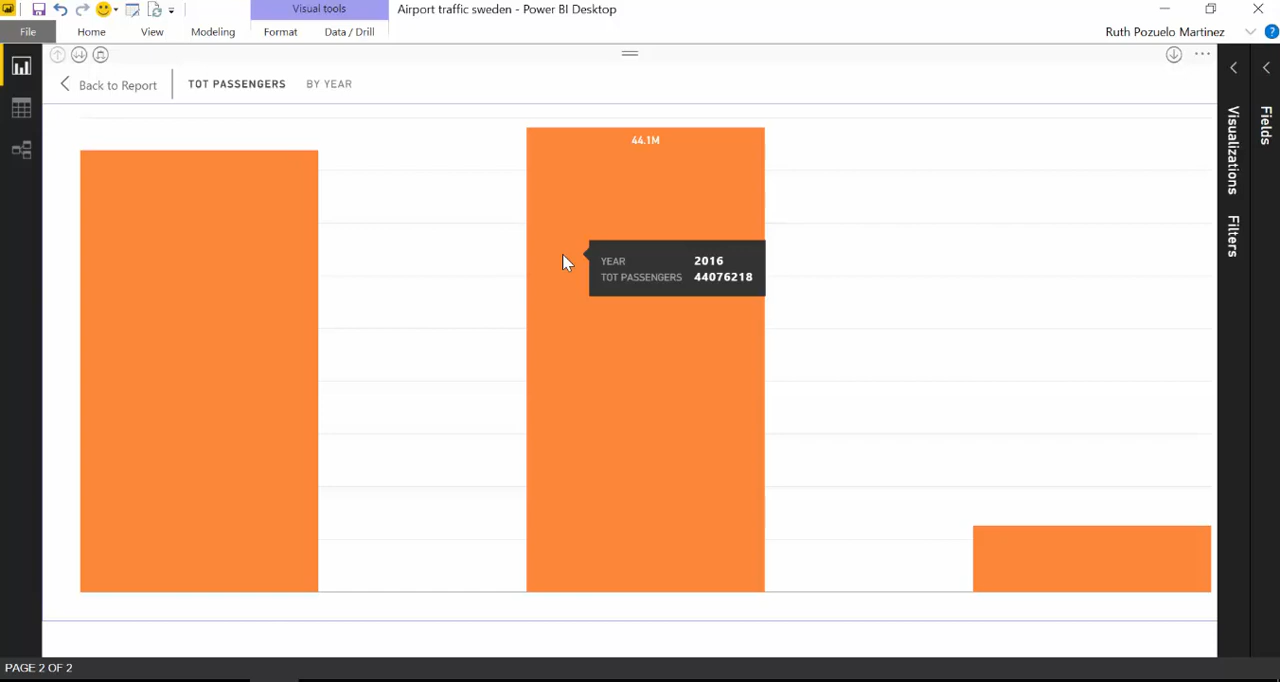 Visual tools
Airport traffic sweden - Power BI Desktop
File Home View Modeling Format Data / Drill Ruth Pozuelo Martinez ?
Back to Report TOT PASSENGERS BY YEAR
44.1M
YEAR 2016
TOT PASSENGERS 44076218
Visualizations
Filters
Fields
PAGE 2 OF 2